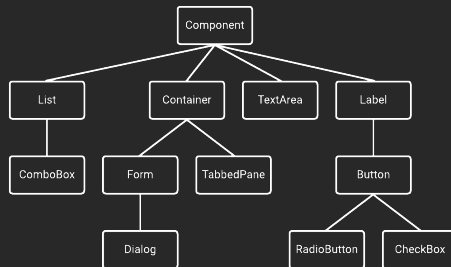 Component
List
Container
TextArea
Label
ComboBox
Form
TabbedPane
Button
Dialog
RadioButton
CheckBox